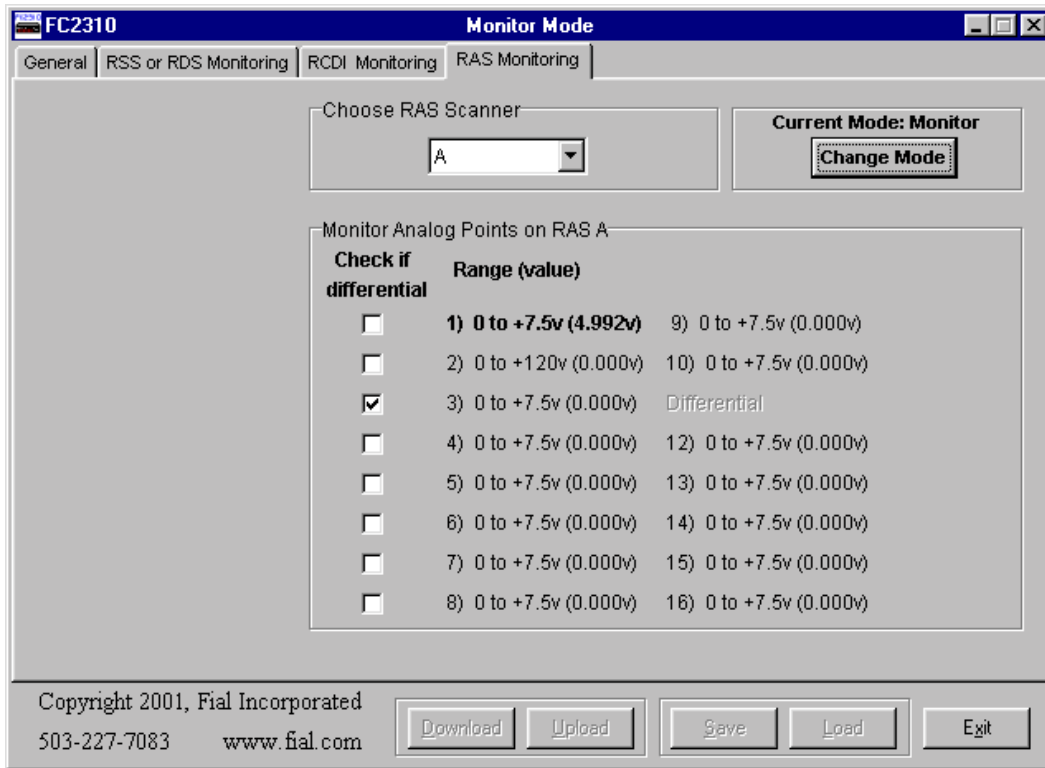 FC2310 Monitor Mode
General RSS or RDS Monitoring RCDI Monitoring RAS Monitoring
Choose RAS Scanner
A
Current Mode: Monitor
Change Mode
Monitor Analog Points on RAS A
Check if
differential
Range (value)
1) 0 to +7.5v (4.992v) 9) 0 to +7.5v (0.000v)
2) 0 to +120v (0.000v) 10) 0 to +7.5v (0.000v)
3) 0 to +7.5v (0.000v) Differential
4) 0 to +7.5v (0.000v) 12) 0 to +7.5v (0.000v)
5) 0 to +7.5v (0.000v) 13) 0 to +7.5v (0.000v)
6) 0 to +7.5v (0.000v) 14) 0 to +7.5v (0.000v)
7) 0 to +7.5v (0.000v) 15) 0 to +7.5v (0.000v)
8) 0 to +7.5v (0.000v) 16) 0 to +7.5v (0.000v)
Copyright 2001, Fial Incorporated
503-227-7083 www.fial.com
Download Upload Save Load Exit